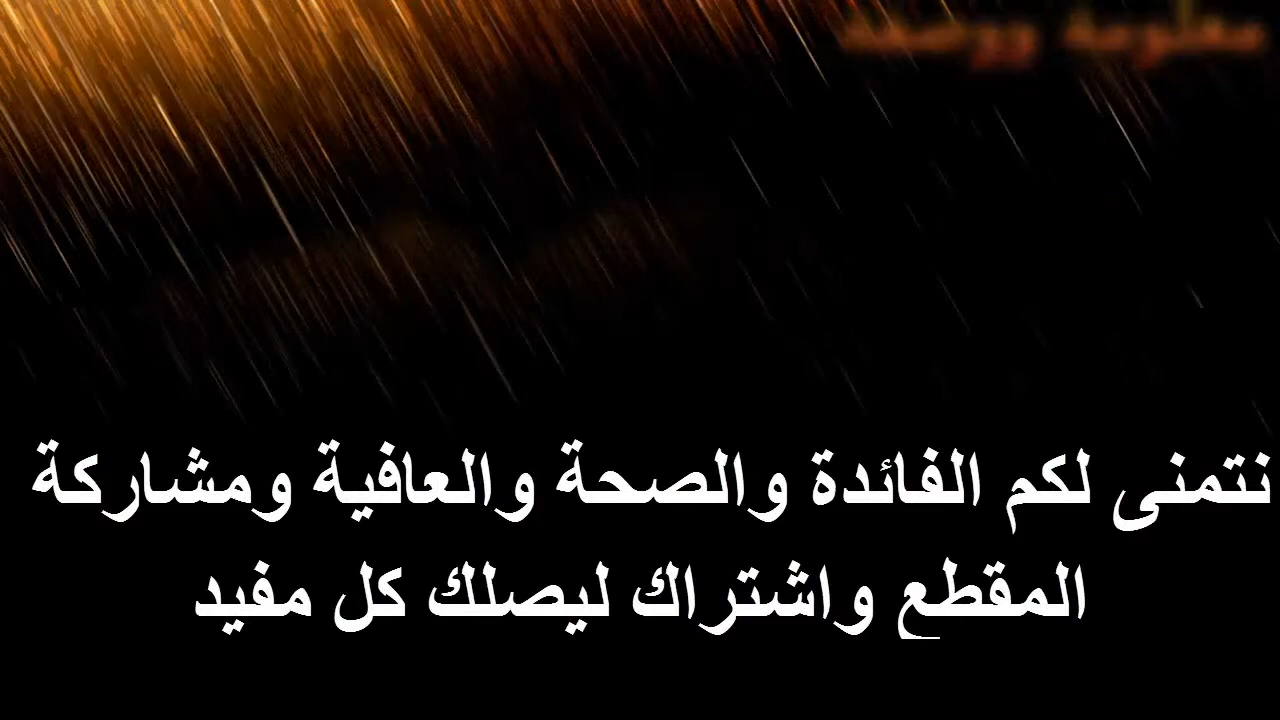 نتمنى لكم الفائدة والصحة والعافية ومشاركة
المقطع واشتراك ليصلك كل مفيد